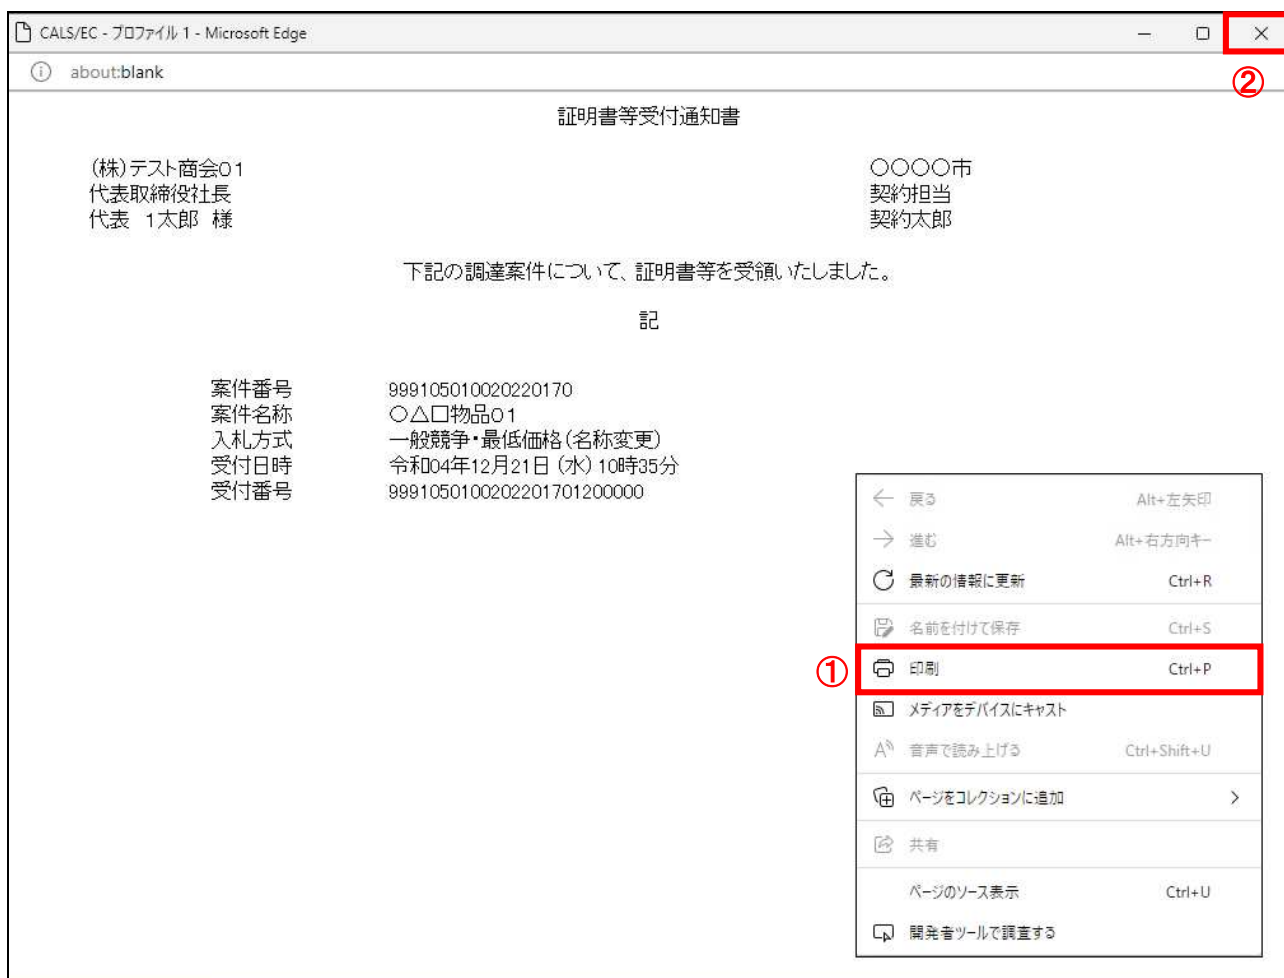 CALS/EC - プロファイル 1 - Microsoft Edge
②
about:blank
証明書等受付通知書
(株)テスト商会01 ○○○○市
代表取締役社長 契約担当
代表 1太郎 様 契約太郎
下記の調達案件について、証明書等を受領いたしました。
記
案件番号 999105010020220170
案件名称 ○△□物品01
入札方式 一般競争・最低価格(名称変更)
受付日時 令和04年12月21日 (水) 10時35分
受付番号 9991050100202201701200000
戻る Alt+左矢印
進む Alt+右方向キー
最新の情報に更新 Ctrl+R
名前を付けて保存 Ctrl+S
① 印刷 Ctrl+P
メディアをデバイスにキャスト
音声で読み上げる Ctrl+Shift+U
ページをコレクションに追加
共有
ページのソース表示 Ctrl+U
開発者ツールで調査する